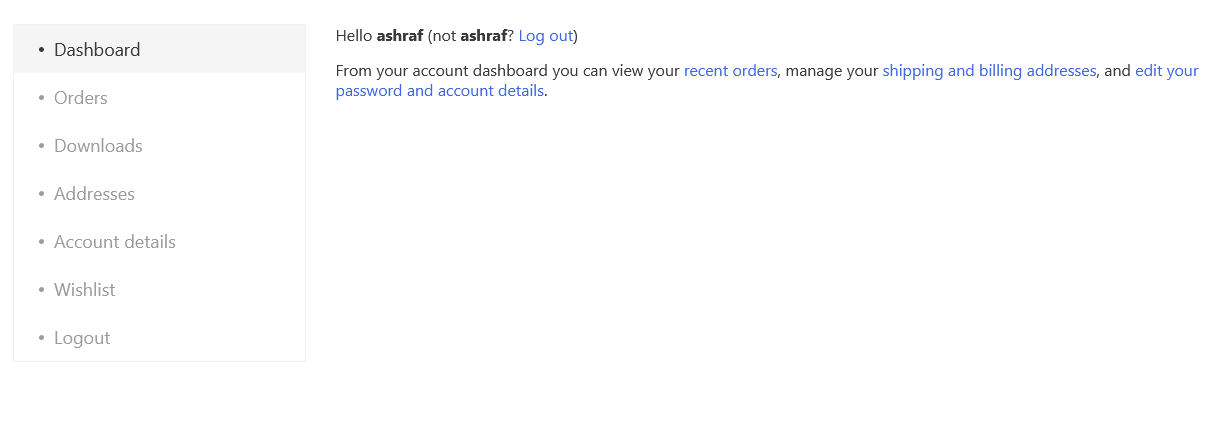 • Dashboard
• Orders
• Downloads
• Addresses
• Account details
• Wishlist
• Logout
Hello ashraf (not ashraf? Log out)
From your account dashboard you can view your recent orders, manage your shipping and billing addresses, and edit your
password and account details.